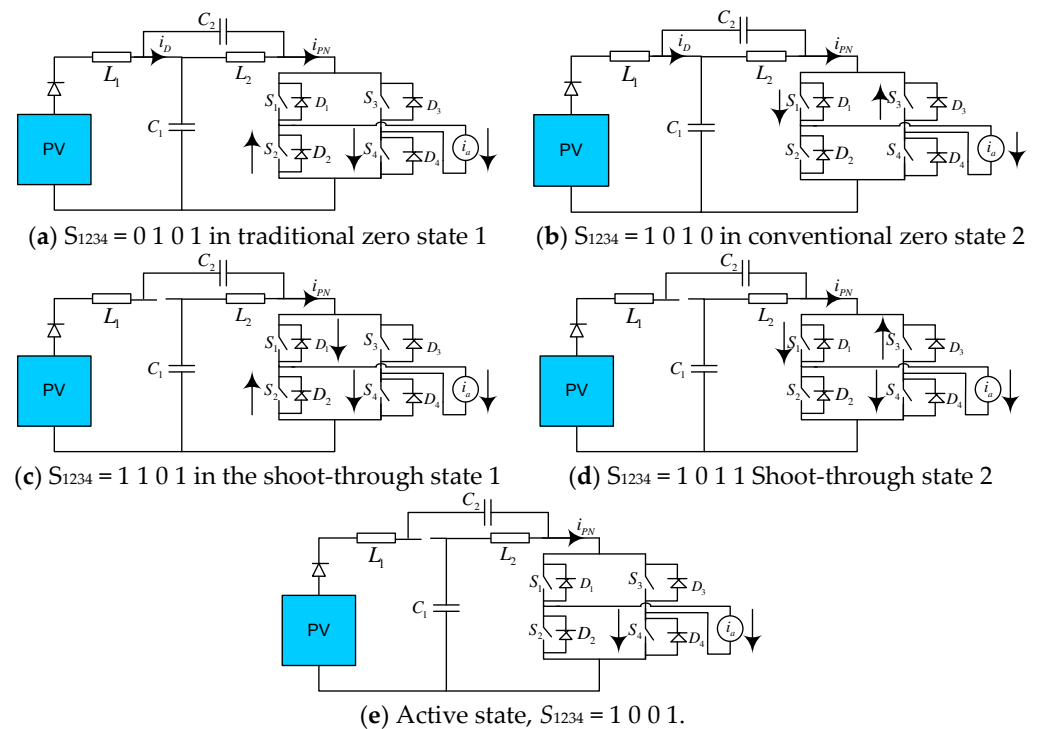 C2
iD
iPN
L1
L2
S1
D1
S3
D3
C1
PV
S2
D2
S4
D4
ia
(a) S1234 = 0 1 0 1 in traditional zero state 1
C2
iD
iPN
L1
L2
S1
D1
S3
D3
C1
PV
S2
D2
S4
D4
ia
(b) S1234 = 1 0 1 0 in conventional zero state 2
C2
iPN
L1
L2
S1
D1
S3
D3
C1
PV
S2
D2
S4
D4
ia
(c) S1234 = 1 1 0 1 in the shoot-through state 1
C2
iPN
L1
L2
S1
D1
S3
D3
C1
PV
S2
D2
S4
D4
ia
(d) S1234 = 1 0 1 1 Shoot-through state 2
C2
iPN
L1
L2
S1
D1
S3
D3
C1
PV
S2
D2
S4
D4
ia
(e) Active state, S1234 = 1 0 0 1.